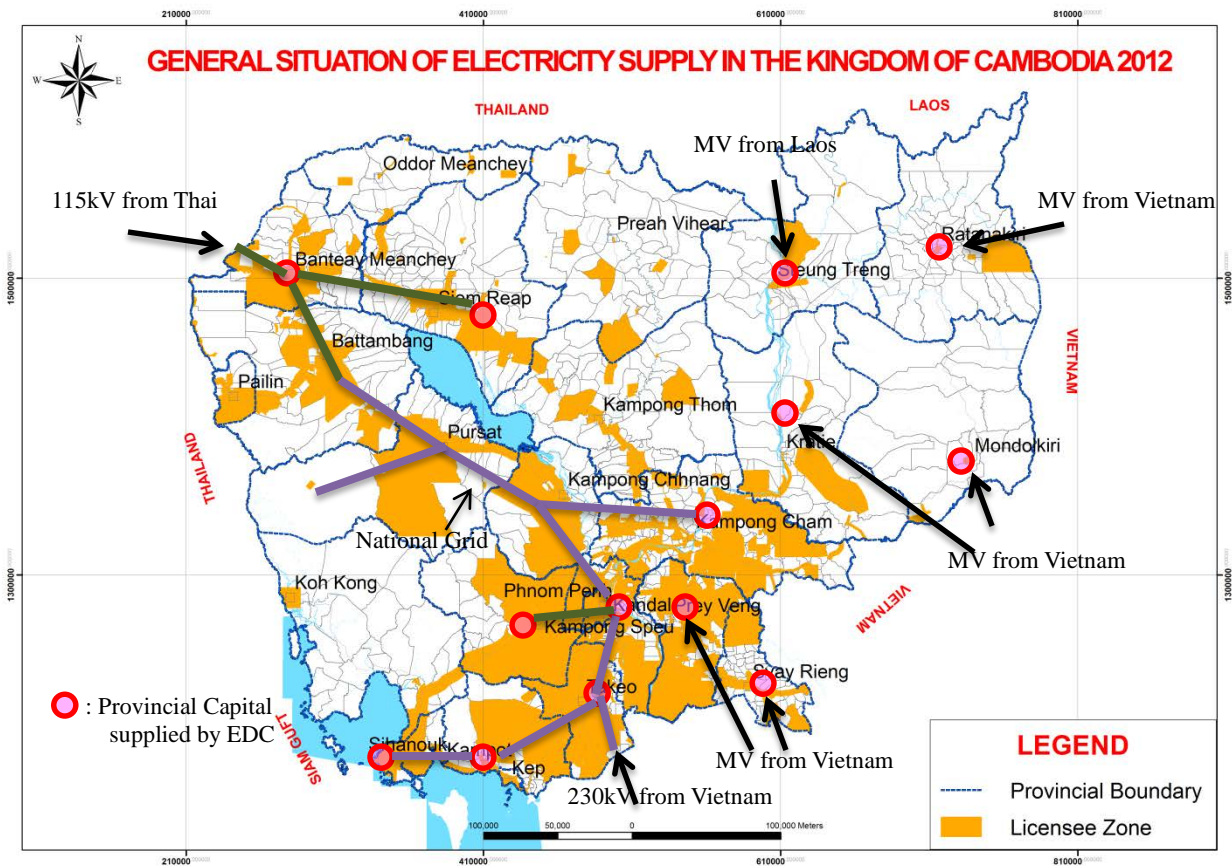 210000
410000
610000
810000
N
W
E
S
GENERAL SITUATION OF ELECTRICITY SUPPLY IN THE KINGDOM OF CAMBODIA 2012
THAILAND
LAOS
MV from Laos
Oddor Meanchey
115kV from Thai
MV from Vietnam
Preah Vihear
Ratanakiri
Banteay Meanchey
Steung Treng
1500000
1500000
Siem Reap
Battambang
VIETNAM
Pailin
Kampong Thom
Pursat
Kratie
Mondolkiri
THAILAND
Kampong Chhnang
Kampong Cham
National Grid
MV from Vietnam
Koh Kong
1300000
1300000
Phnom Penh
Kandal
Prey Veng
VIETNAM
Kampong Speu
Svay Rieng
Takeo
: Provincial Capital
supplied by EDC
SIAM GUFT
Sihanouk
Kampot
Kep
MV from Vietnam
230kV from Vietnam
LEGEND
Provincial Boundary
Licensee Zone
100,000
50,000
0
100,000 Meters
210000
410000
610000
810000